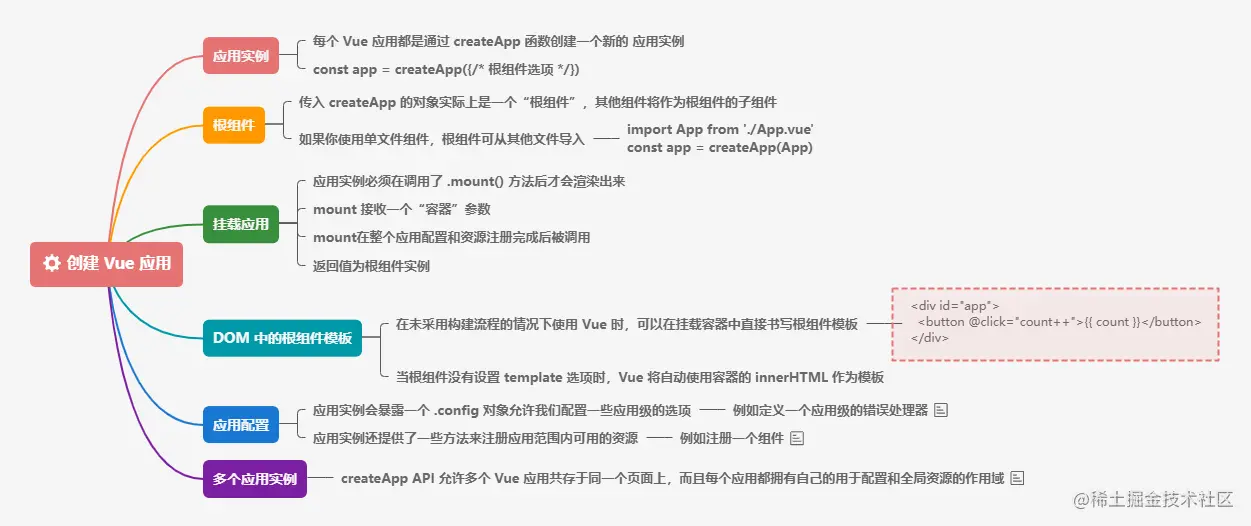 创建 Vue 应用
应用实例
每个 Vue 应用都是通过 createApp 函数创建一个新的 应用实例
const app = createApp({/* 根组件选项 */})
根组件
传入 createApp 的对象实际上是一个“根组件”，其他组件将作为根组件的子组件
如果你使用单文件组件，根组件可从其他文件导入
import App from './App.vue'
const app = createApp(App)
挂载应用
应用实例必须在调用了 .mount() 方法后才会渲染出来
mount 接收一个“容器”参数
mount在整个应用配置和资源注册完成后被调用
返回值为根组件实例
DOM 中的根组件模板
在未采用构建流程的情况下使用 Vue 时，可以在挂载容器中直接书写根组件模板
<div id="app">
<button @click="count++">{{ count }}</button>
</div>
当根组件没有设置 template 选项时，Vue 将自动使用容器的 innerHTML 作为模板
应用配置
应用实例会暴露一个 .config 对象允许我们配置一些应用级的选项
例如定义一个应用级的错误处理器
应用实例还提供了一些方法来注册应用范围内可用的资源
例如注册一个组件
多个应用实例
createApp API 允许多个 Vue 应用共存于同一个页面上，而且每个应用都拥有自己的用于配置和全局资源的作用域
@稀土掘金技术社区